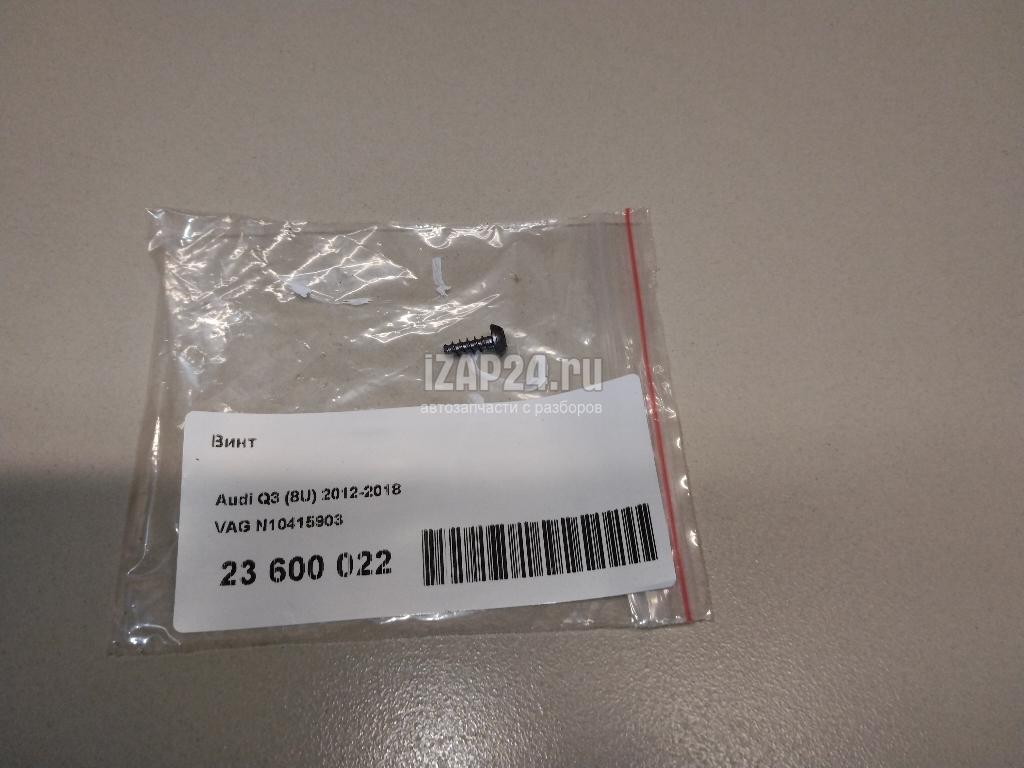 iZAP24.ru
автозапчасти с разборов
Винт
Audi Q3 (8U) 2012-2018
VAG N10415903
23 600 022